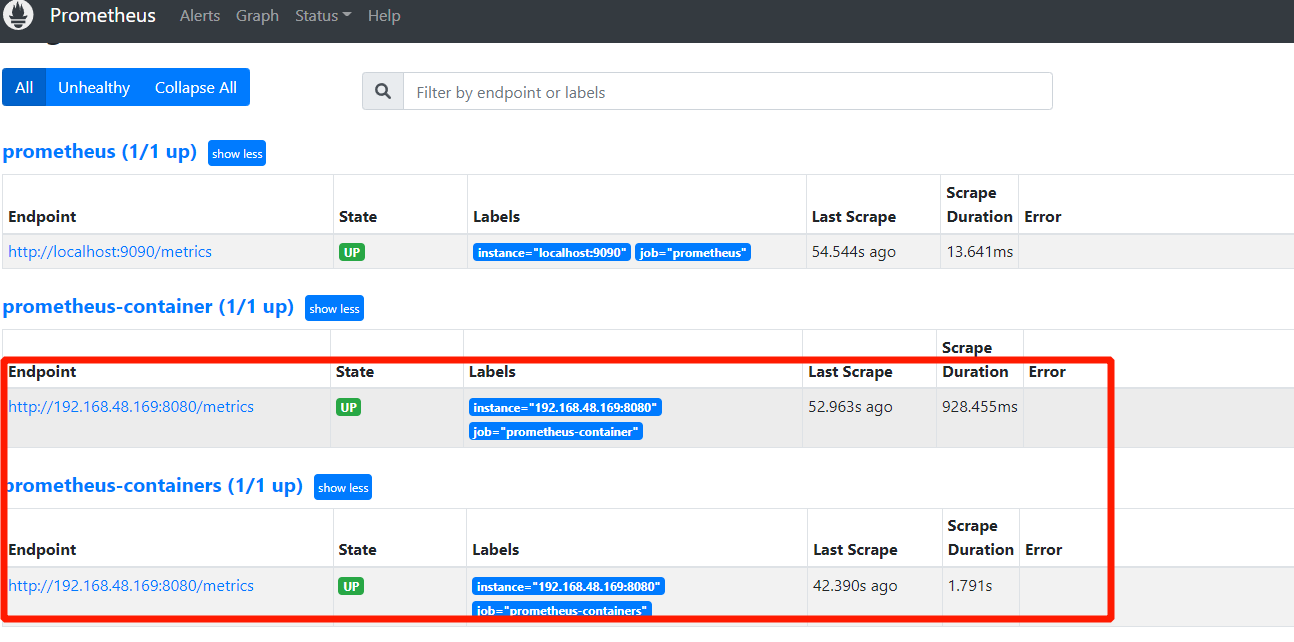 Prometheus Alerts Graph Status Help
All Unhealthy Collapse All Filter by endpoint or labels
prometheus (1/1 up) show less
Endpoint State Labels Last Scrape Scrape Duration Error
http://localhost:9090/metrics UP instance="localhost:9090" job="prometheus" 54.544s ago 13.641ms
prometheus-container (1/1 up) show less
Endpoint State Labels Last Scrape Scrape Duration Error
http://192.168.48.169:8080/metrics UP instance="192.168.48.169:8080" 52.963s ago 928.455ms
job="prometheus-container"
prometheus-containers (1/1 up) show less
Endpoint State Labels Last Scrape Scrape Duration Error
http://192.168.48.169:8080/metrics UP instance="192.168.48.169:8080" 42.390s ago 1.791s
job="prometheus-containers"